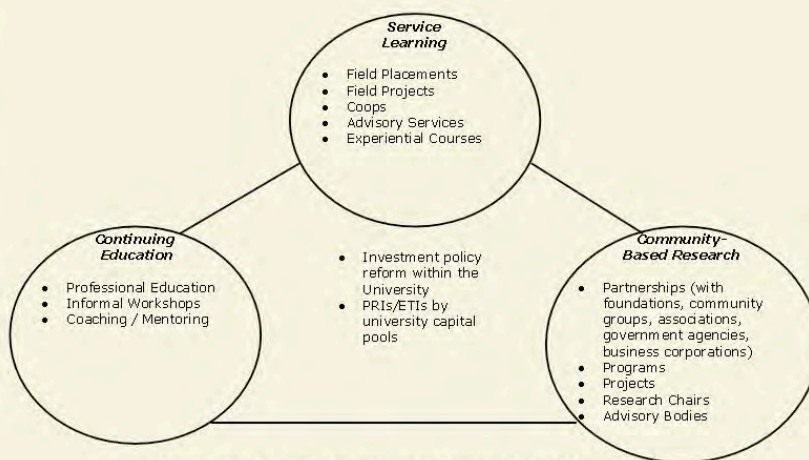 Service
Learning
• Field Placements
• Field Projects
• Coops
• Advisory Services
• Experiential Courses
Continuing
Education
• Professional Education
• Informal Workshops
• Coaching / Mentoring
• Investment policy
reform within the
University
• PRIs/ETIs by
university capital
pools
Community-
Based Research
• Partnerships (with
foundations, community
groups, associations,
government agencies,
business corporations)
• Programs
• Projects
• Research Chairs
• Advisory Bodies